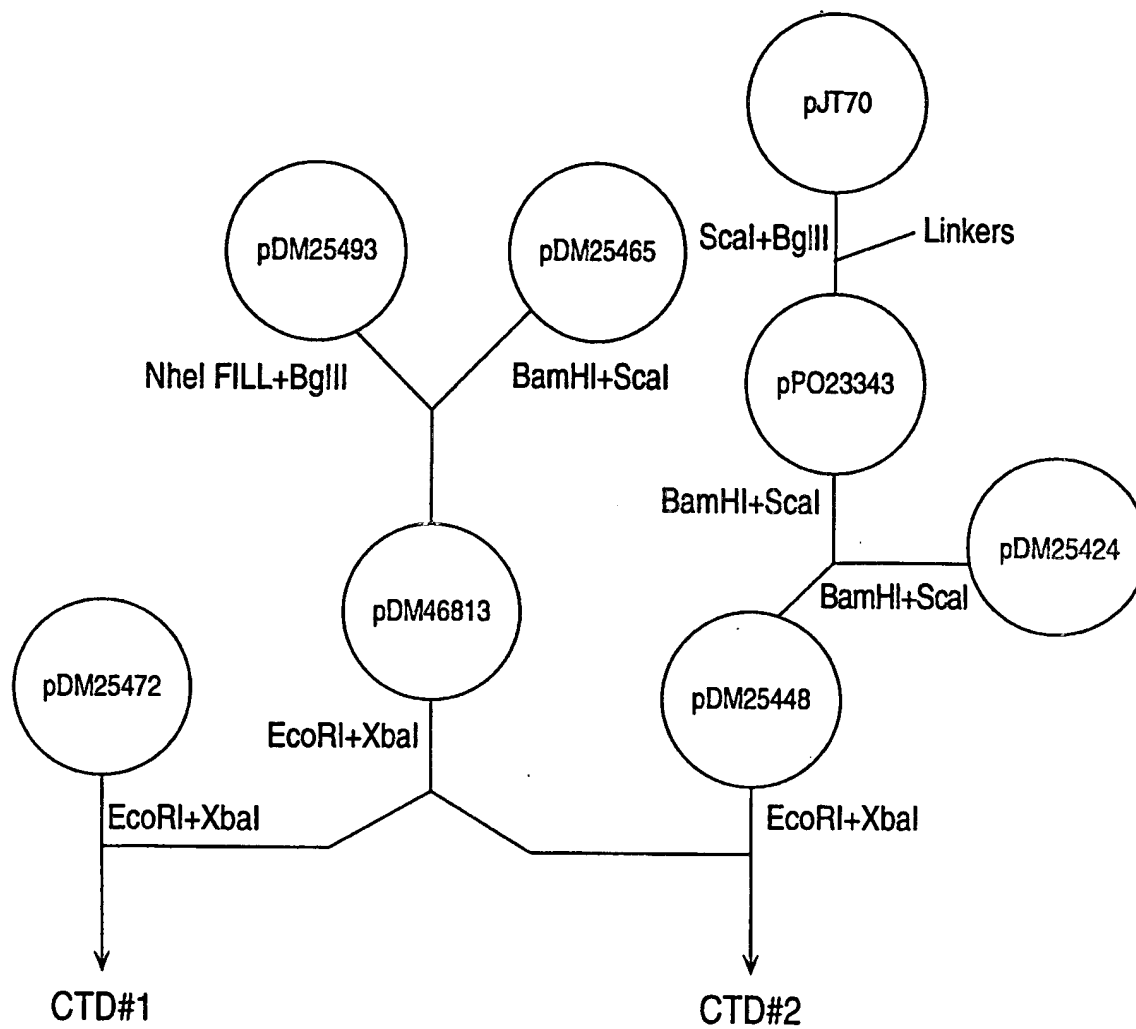 pJT70
pDM25493
pDM25465
ScaI+BglII
Linkers
NheI FILL+BglII
BamHI+ScaI
pPO23343
BamHI+ScaI
pDM25424
BamHI+ScaI
pDM46813
pDM25472
pDM25448
EcoRI+XbaI
EcoRI+XbaI
EcoRI+XbaI
CTD#1
CTD#2